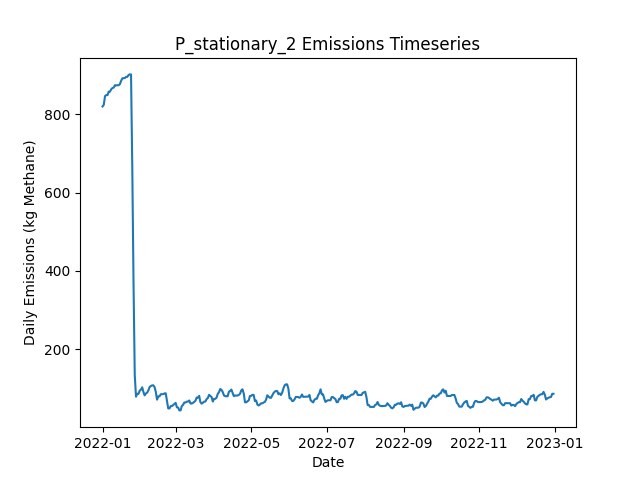 P_stationary_2 Emissions Timeseries
Daily Emissions (kg Methane)
800
600
400
200
2022-01 2022-03 2022-05 2022-07 2022-09 2022-11 2023-01
Date